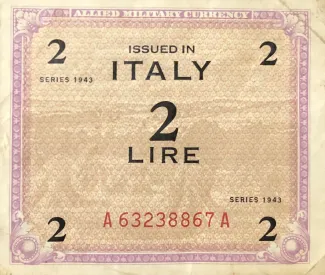 ALLIED MILITARY CURRENCY
2 ISSUED IN 2
SERIES 1943 ITALY
2
LIRE
SERIES 1943
2 A 63238867 A 2